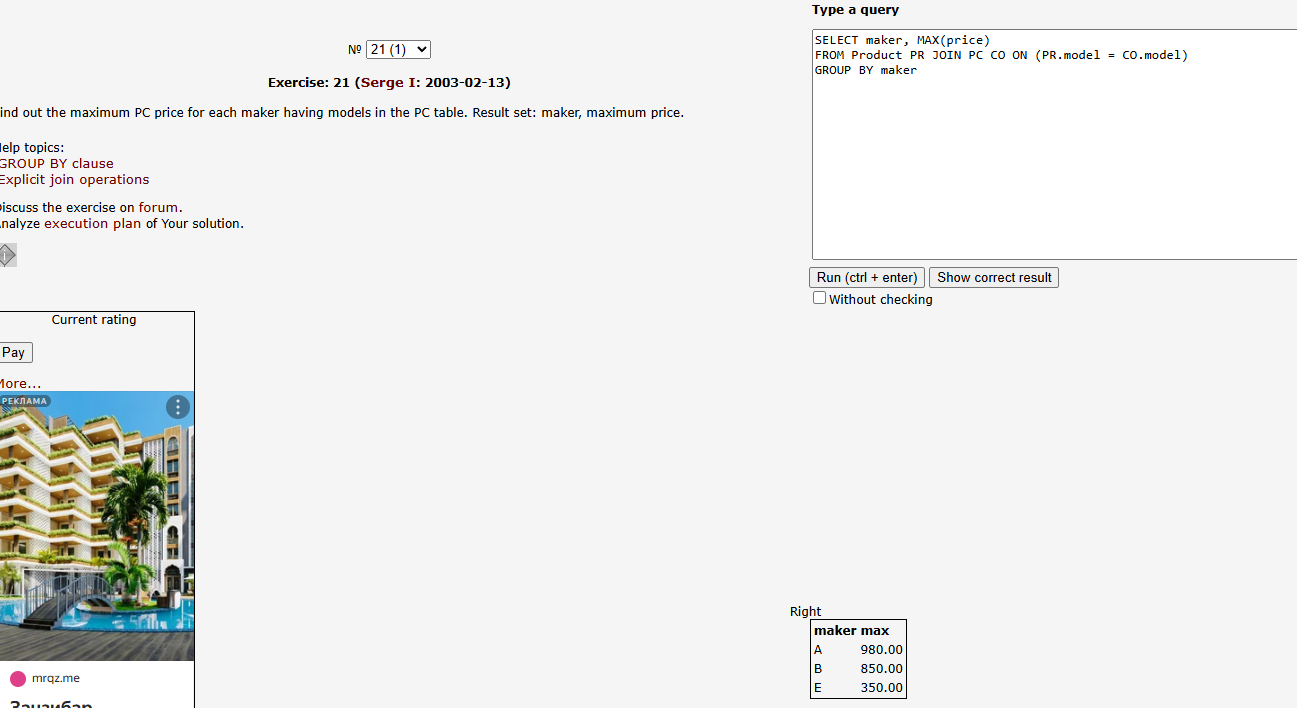 № 21 (1)
Exercise: 21 (Serge I: 2003-02-13)
ind out the maximum PC price for each maker having models in the PC table. Result set: maker, maximum price.
elp topics:
GROUP BY clause
Explicit join operations
iscuss the exercise on forum.
nalyze execution plan of Your solution.
Current rating
Pay
More...
РЕКЛАМА
mrqz.me
Занзибар
Type a query
SELECT maker, MAX(price)
FROM Product PR JOIN PC CO ON (PR.model = CO.model)
GROUP BY maker
Run (ctrl + enter) Show correct result
Without checking
Right
maker max
A 980.00
B 850.00
E 350.00